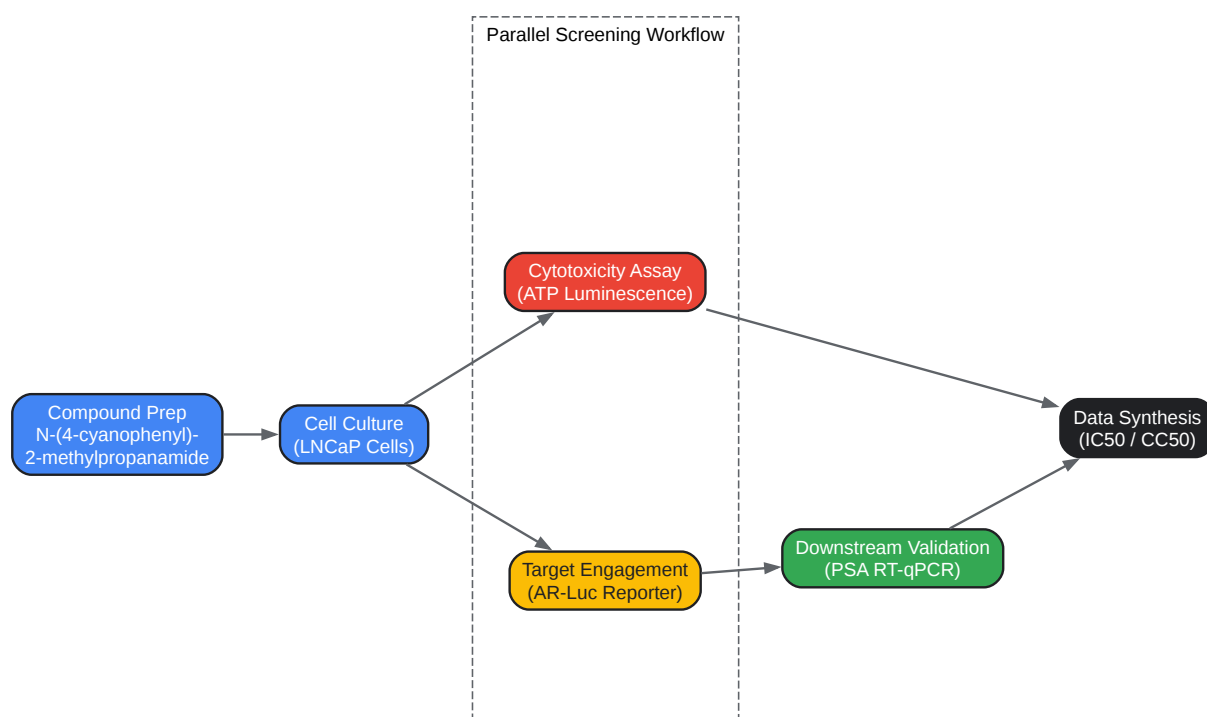 Parallel Screening Workflow
Cytotoxicity Assay
(ATP Luminescence)
Compound Prep
N-(4-cyanophenyl)-
2-methylpropanamide
Cell Culture
(LNCaP Cells)
Data Synthesis
(IC50 / CC50)
Target Engagement
(AR-Luc Reporter)
Downstream Validation
(PSA RT-qPCR)